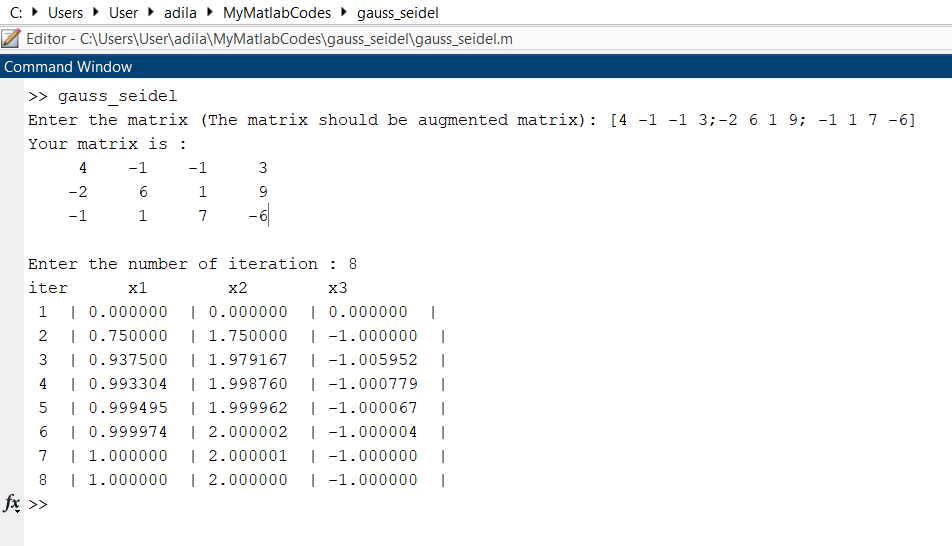 C: ▸ Users ▸ User ▸ adila ▸ MyMatlabCodes ▸ gauss_seidel
Editor - C:\Users\User\adila\MyMatlabCodes\gauss_seidel\gauss_seidel.m
Command Window
>> gauss_seidel
Enter the matrix (The matrix should be augmented matrix): [4 -1 -1 3;-2 6 1 9; -1 1 7 -6]
Your matrix is :
4 -1 -1 3
-2 6 1 9
-1 1 7 -6
Enter the number of iteration : 8
iter x1 x2 x3
1 | 0.000000 | 0.000000 | 0.000000 |
2 | 0.750000 | 1.750000 | -1.000000 |
3 | 0.937500 | 1.979167 | -1.005952 |
4 | 0.993304 | 1.998760 | -1.000779 |
5 | 0.999495 | 1.999962 | -1.000067 |
6 | 0.999974 | 2.000002 | -1.000004 |
7 | 1.000000 | 2.000001 | -1.000000 |
8 | 1.000000 | 2.000000 | -1.000000 |
fx >>